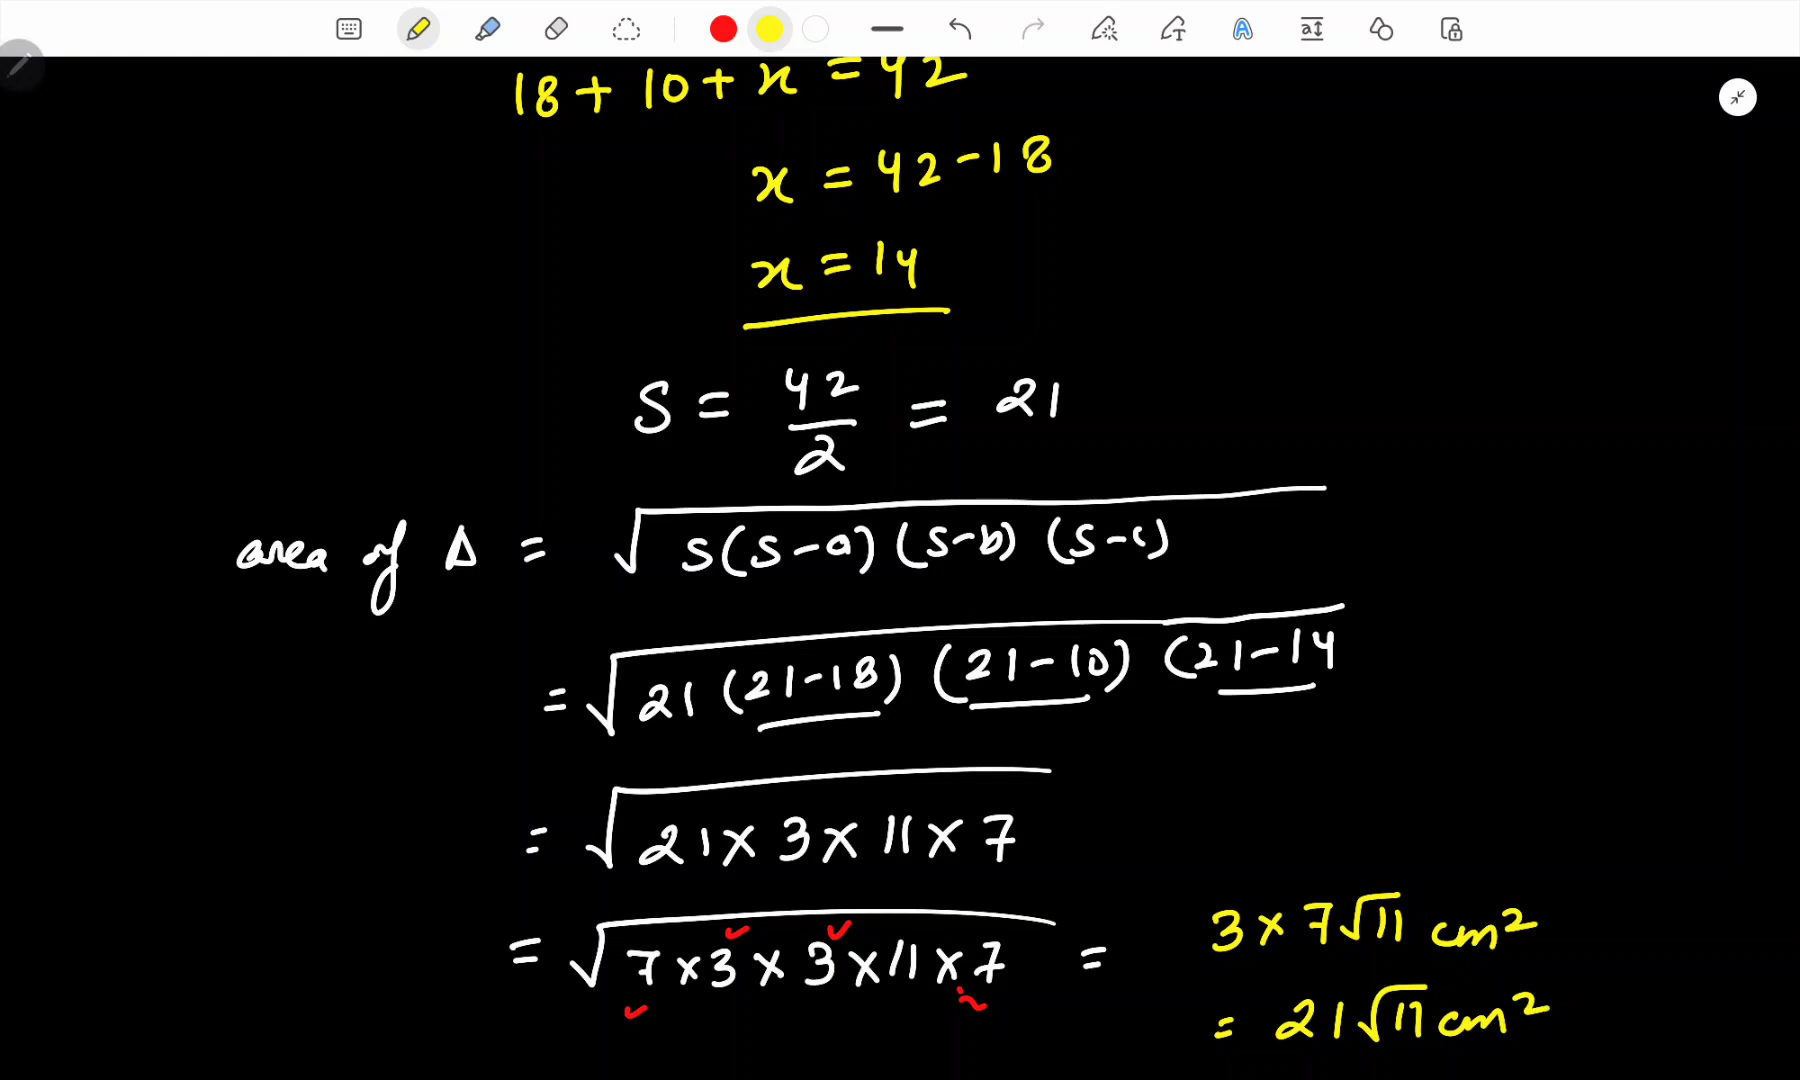 18 + 10 + x = 42
x = 42 - 18
x = 14
S = 42/2 = 21
area of Δ = √S(S-a)(S-b)(S-c)
= √21(21-18)(21-10)(21-14
= √21 × 3 × 11 × 7
= √7 × 3 × 3 × 11 × 7 = 3 × 7√11 cm²
= 21√11 cm²